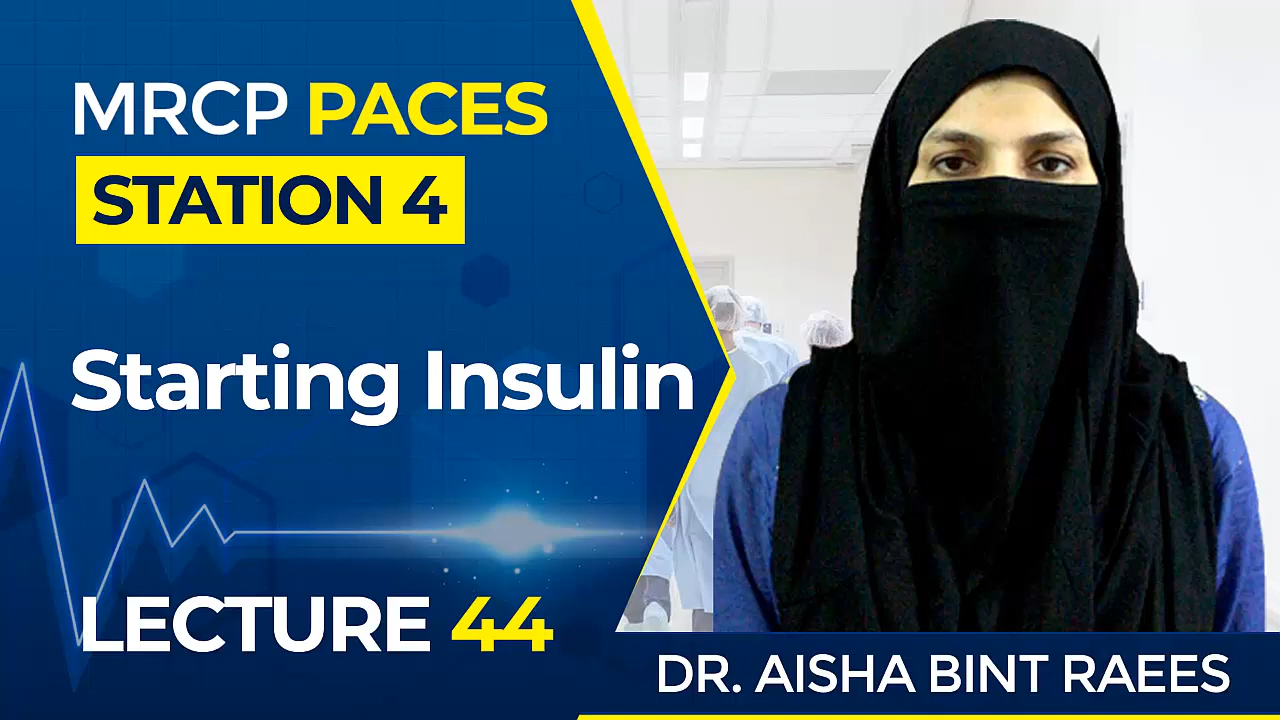 MRCP PACES
STATION 4
Starting Insulin
LECTURE 44
DR. AISHA BINT RAEES